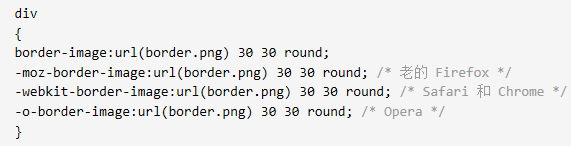 div
{
border-image:url(border.png) 30 30 round;
-moz-border-image:url(border.png) 30 30 round; /* 老的 Firefox */
-webkit-border-image:url(border.png) 30 30 round; /* Safari 和 Chrome */
-o-border-image:url(border.png) 30 30 round; /* Opera */
}